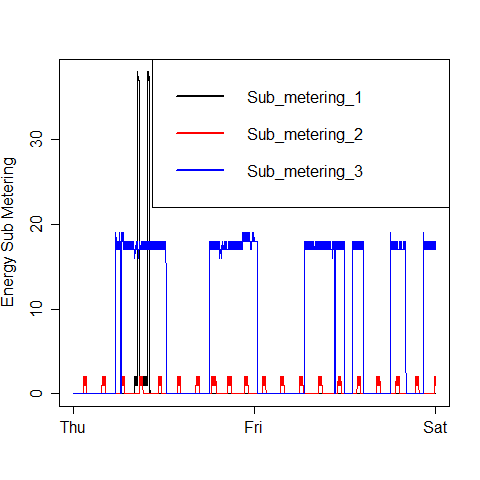 Sub_metering_1
Sub_metering_2
Sub_metering_3
Energy Sub Metering
30
20
10
0
Thu Fri Sat